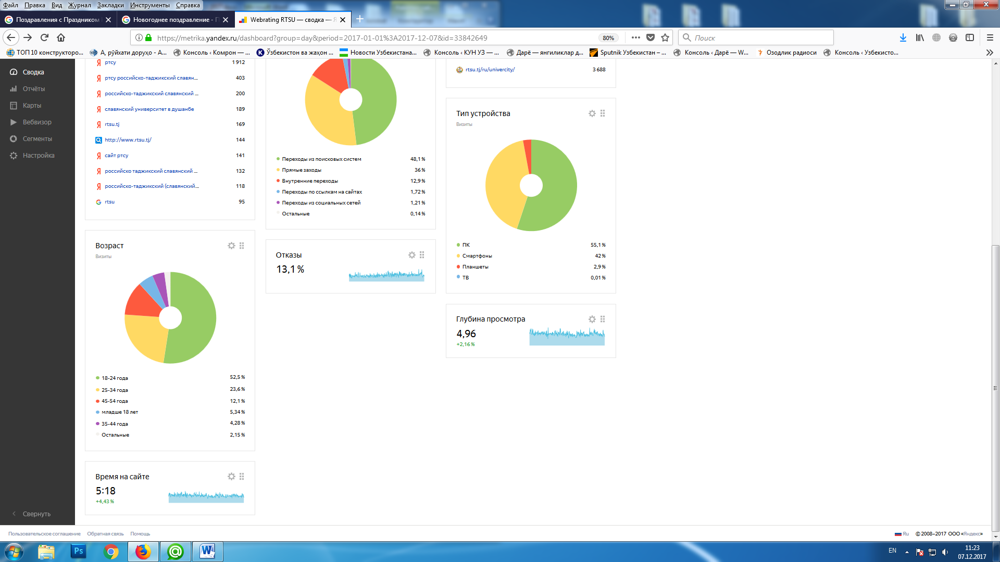 Файл Правка Вид Журнал Закладки Инструменты Справка
Поздравления с Праздником
Новогоднее поздравление - П
Webrating RTSU — сводка — Я
https://metrika.yandex.ru/dashboard?group=day&period=2017-01-01%3A2017-12-07&id=33842649
80%
Поиск
ТОП 10 конструкторо...
А, рӯйхати доруҳо - А...
Консоль ‹ Комрон — ...
Ўзбекистон ва жаҳон ...
Новости Узбекистана...
Консоль ‹ КУН УЗ — ...
Дарё — янгиликлар д...
Sputnik Узбекистан – ...
Консоль ‹ Дарё — W...
Озодлик радиоси
Консоль ‹ Узбекисто...
Сводка
Отчёты
Карты
Вебвизор
Сегменты
Настройка
Свернуть
ртсу 1 912
ртсу российско-таджикский славян... 403
российско-таджикский славянский ... 200
славянский университет в душанбе 189
rtsu.tj 169
http://www.rtsu.tj/ 144
сайт ртсу 141
российско таджикский славянский ... 132
российско-таджикский (славянский... 118
rtsu 95
Возраст
Визиты
18-24 года 52,5 %
25-34 года 23,6 %
45-54 года 12,1 %
младше 18 лет 5,34 %
35-44 года 4,28 %
Остальные 2,15 %
Время на сайте
5:18
+4,43 %
Переходы из поисковых систем 48,1 %
Прямые заходы 36 %
Внутренние переходы 12,9 %
Переходы по ссылкам на сайтах 1,72 %
Переходы из социальных сетей 1,21 %
Остальные 0,14 %
Отказы
13,1 %
rtsu.tj/ru/univercity/ 3 688
Тип устройства
Визиты
ПК 55,1 %
Смартфоны 42 %
Планшеты 2,9 %
ТВ 0,01 %
Глубина просмотра
4,96
+2,16 %
Пользовательское соглашение Обратная связь Помощь
Ru © 2008–2017 ООО «Яндекс»
Ps
W
EN
11:23
07.12.2017